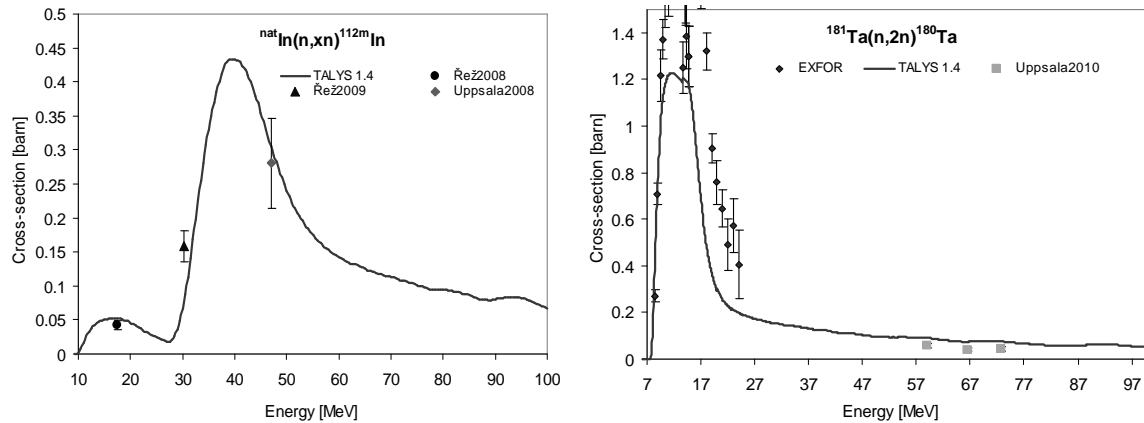 natIn(n,xn)112mIn
TALYS 1.4
Řež2008
Řež2009
Uppsala2008
Cross-section [barn]
0.5
0.45
0.4
0.35
0.3
0.25
0.2
0.15
0.1
0.05
0
10 20 30 40 50 60 70 80 90 100
Energy [MeV]
181Ta(n,2n)180Ta
EXFOR
TALYS 1.4
Uppsala2010
Cross-section [barn]
1.4
1.2
1
0.8
0.6
0.4
0.2
0
7 17 27 37 47 57 67 77 87 97
Energy [MeV]